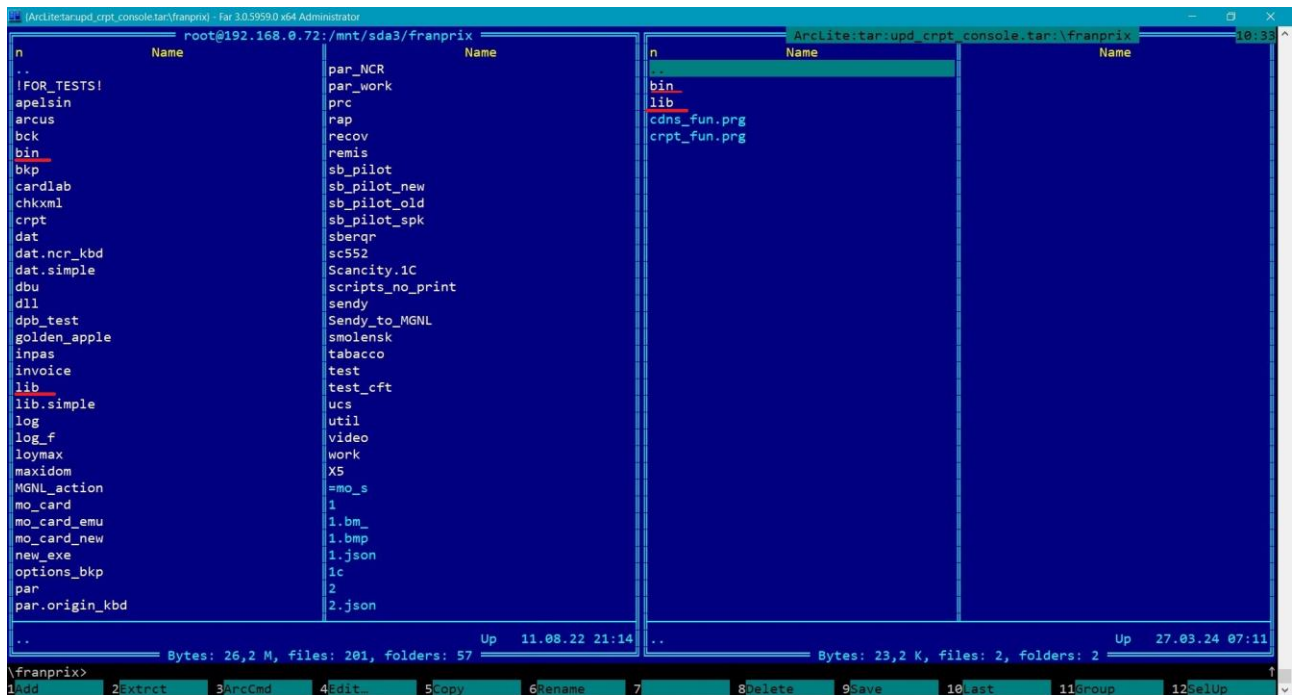 (ArcLite:tar:upd_crpt_console.tar:\franprix) - Far 3.0.5959.0 x64 Administrator
root@192.168.0.72:/mnt/sda3/franprix
n Name Name
..
!FOR_TESTS!
apelsin
arcus
bck
bin
bkp
cardlab
chkxml
crpt
dat
dat.ncr_kbd
dat.simple
dbu
dll
dpb_test
golden_apple
inpas
invoice
lib
lib.simple
log
log_f
loymax
maxidom
MGNL_action
mo_card
mo_card_emu
mo_card_new
new_exe
options_bkp
par
par.origin_kbd
par_NCR
par_work
prc
rap
recov
remis
sb_pilot
sb_pilot_new
sb_pilot_old
sb_pilot_spk
sberqr
sc552
Scancity.1C
scripts_no_print
sendy
Sendy_to_MGNL
smolensk
tabacco
test
test_cft
ucs
util
video
work
X5
=mo_s
1
1.bm_
1.bmp
1.json
1c
2
2.json
.. Up 11.08.22 21:14
Bytes: 26,2 M, files: 201, folders: 57
ArcLite:tar:upd_crpt_console.tar:\franprix 10:33
n Name Name
..
bin
lib
cdns_fun.prg
crpt_fun.prg
.. Up 27.03.24 07:11
Bytes: 23,2 K, files: 2, folders: 2
\franprix>
1Add 2Extrct 3ArcCmd 4Edit… 5Copy 6Rename 7 8Delete 9Save 10Last 11Group 12SelUp